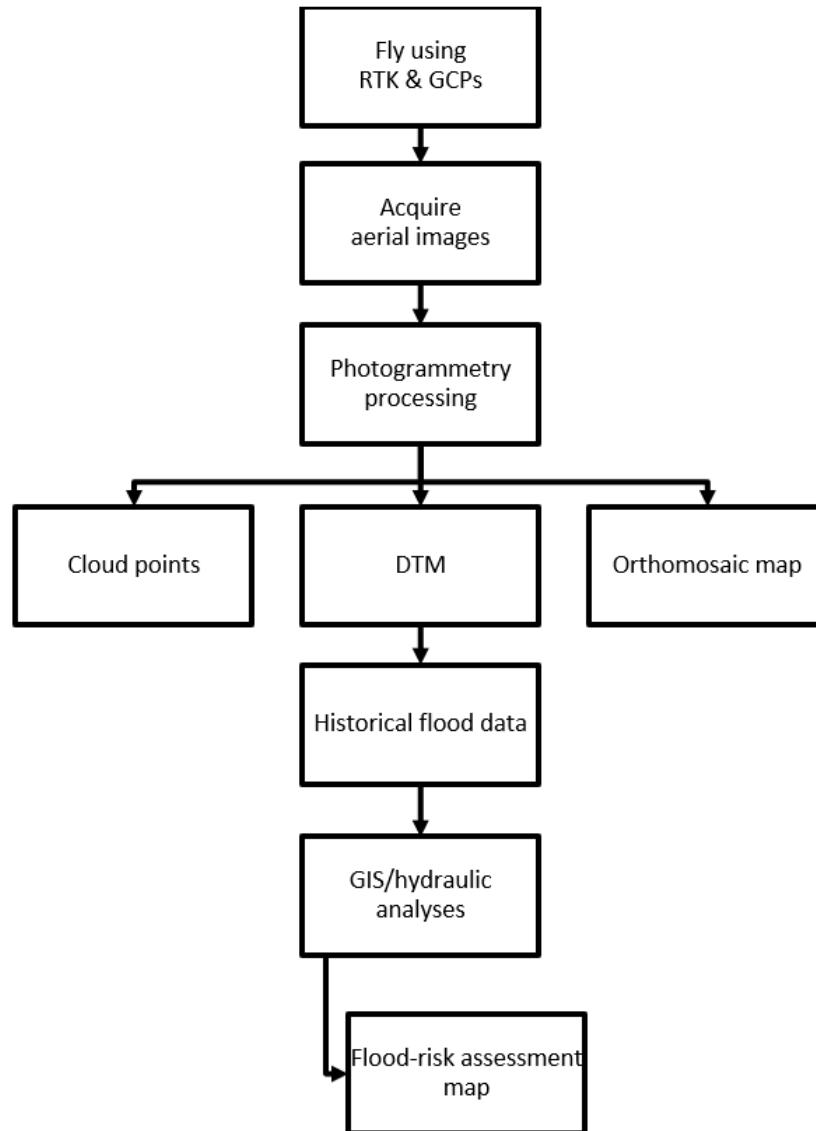 Fly using
RTK & GCPs
Acquire
aerial images
Photogrammetry
processing
Cloud points
DTM
Orthomosaic map
Historical flood data
GIS/hydraulic
analyses
Flood-risk assessment
map